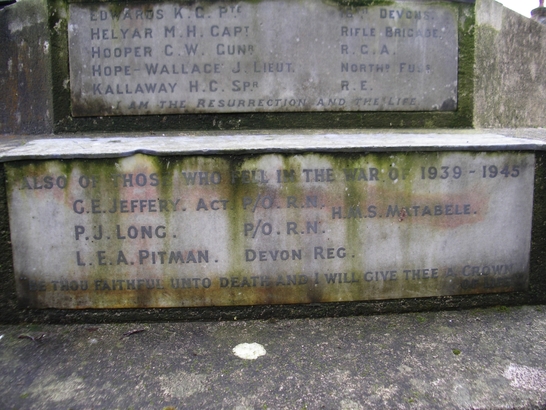 EDWARDS K.G. PTE DEVONS.
HELYAR M.H. CAPT RIFLE BRIGADE
HOOPER C.W. GUNR R.G.A.
HOPE-WALLACE J. LIEUT. NORTHD FUS.
KALLAWAY H.C. SPR R.E.
I AM THE RESURRECTION AND THE LIFE
ALSO OF THOSE WHO FELL IN THE WAR OF 1939-1945
G.E. JEFFERY. ACT P/O. R.N. H.M.S. MATABELE.
P.J. LONG. P/O. R.N.
L.E.A. PITMAN. DEVON REG.
BE THOU FAITHFUL UNTO DEATH AND I WILL GIVE THEE A CROWN